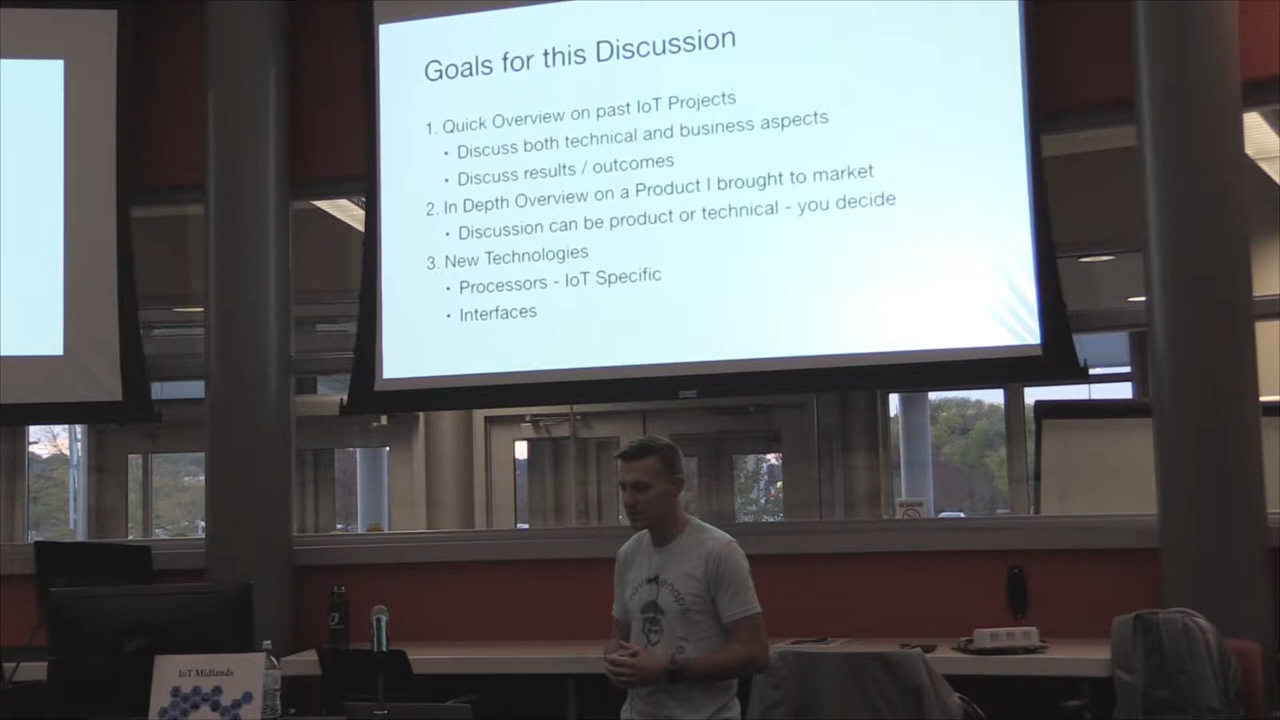 Goals for this Discussion
1. Quick Overview on past IoT Projects
• Discuss both technical and business aspects
• Discuss results / outcomes
2. In Depth Overview on a Product I brought to market
• Discussion can be product or technical - you decide
3. New Technologies
• Processors - IoT Specific
• Interfaces
IoT Midlands